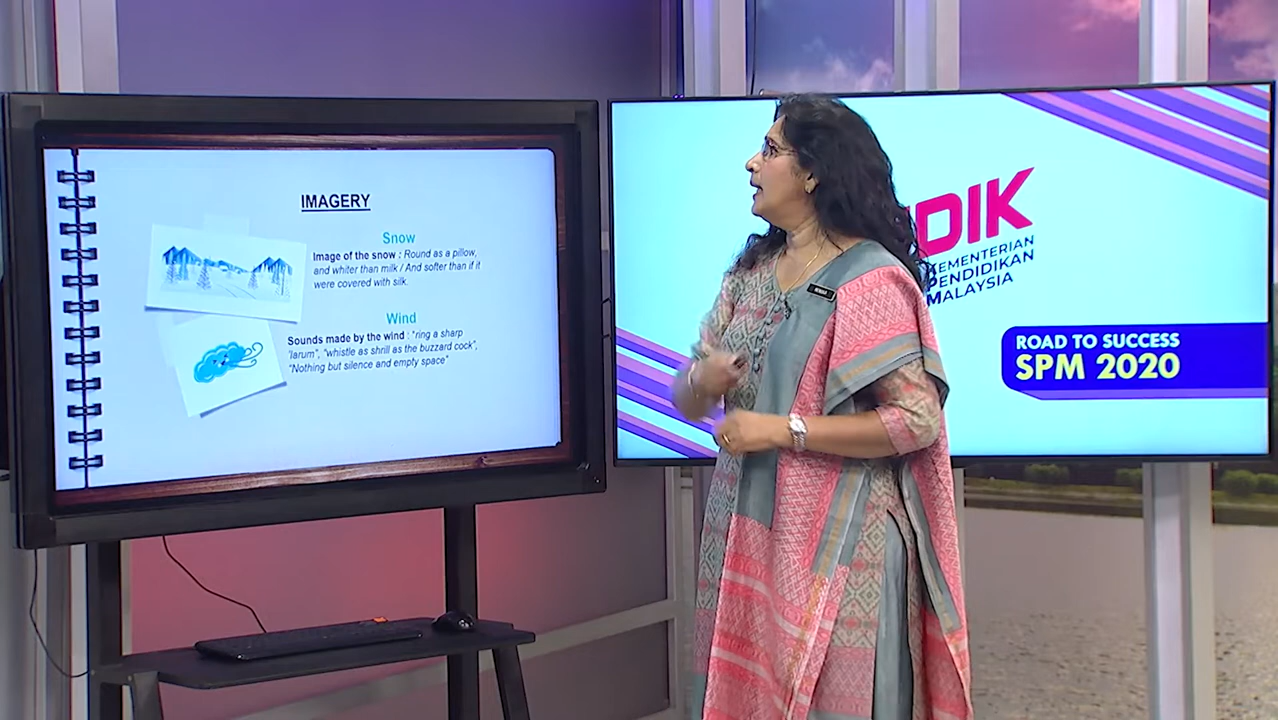 IMAGERY
Snow
Image of the snow : Round as a pillow,
and whiter than milk / And softer than if it
were covered with silk.
Wind
Sounds made by the wind : "ring a sharp
'larum", "whistle as shrill as the buzzard cock",
"Nothing but silence and empty space"
DIK
KEMENTERIAN
PENDIDIKAN
MALAYSIA
ROAD TO SUCCESS
SPM 2020